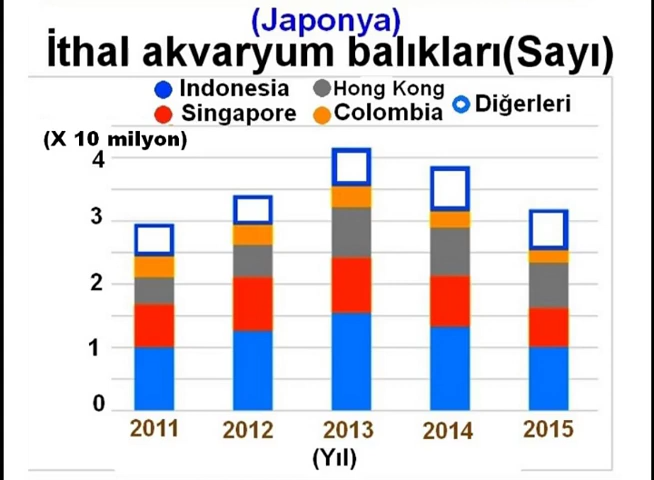 (Japonya)
İthal akvaryum balıkları(Sayı)
Indonesia Hong Kong
Singapore Colombia Diğerleri
(X 10 milyon)
4
3
2
1
0
2011 2012 2013 2014 2015
(Yıl)